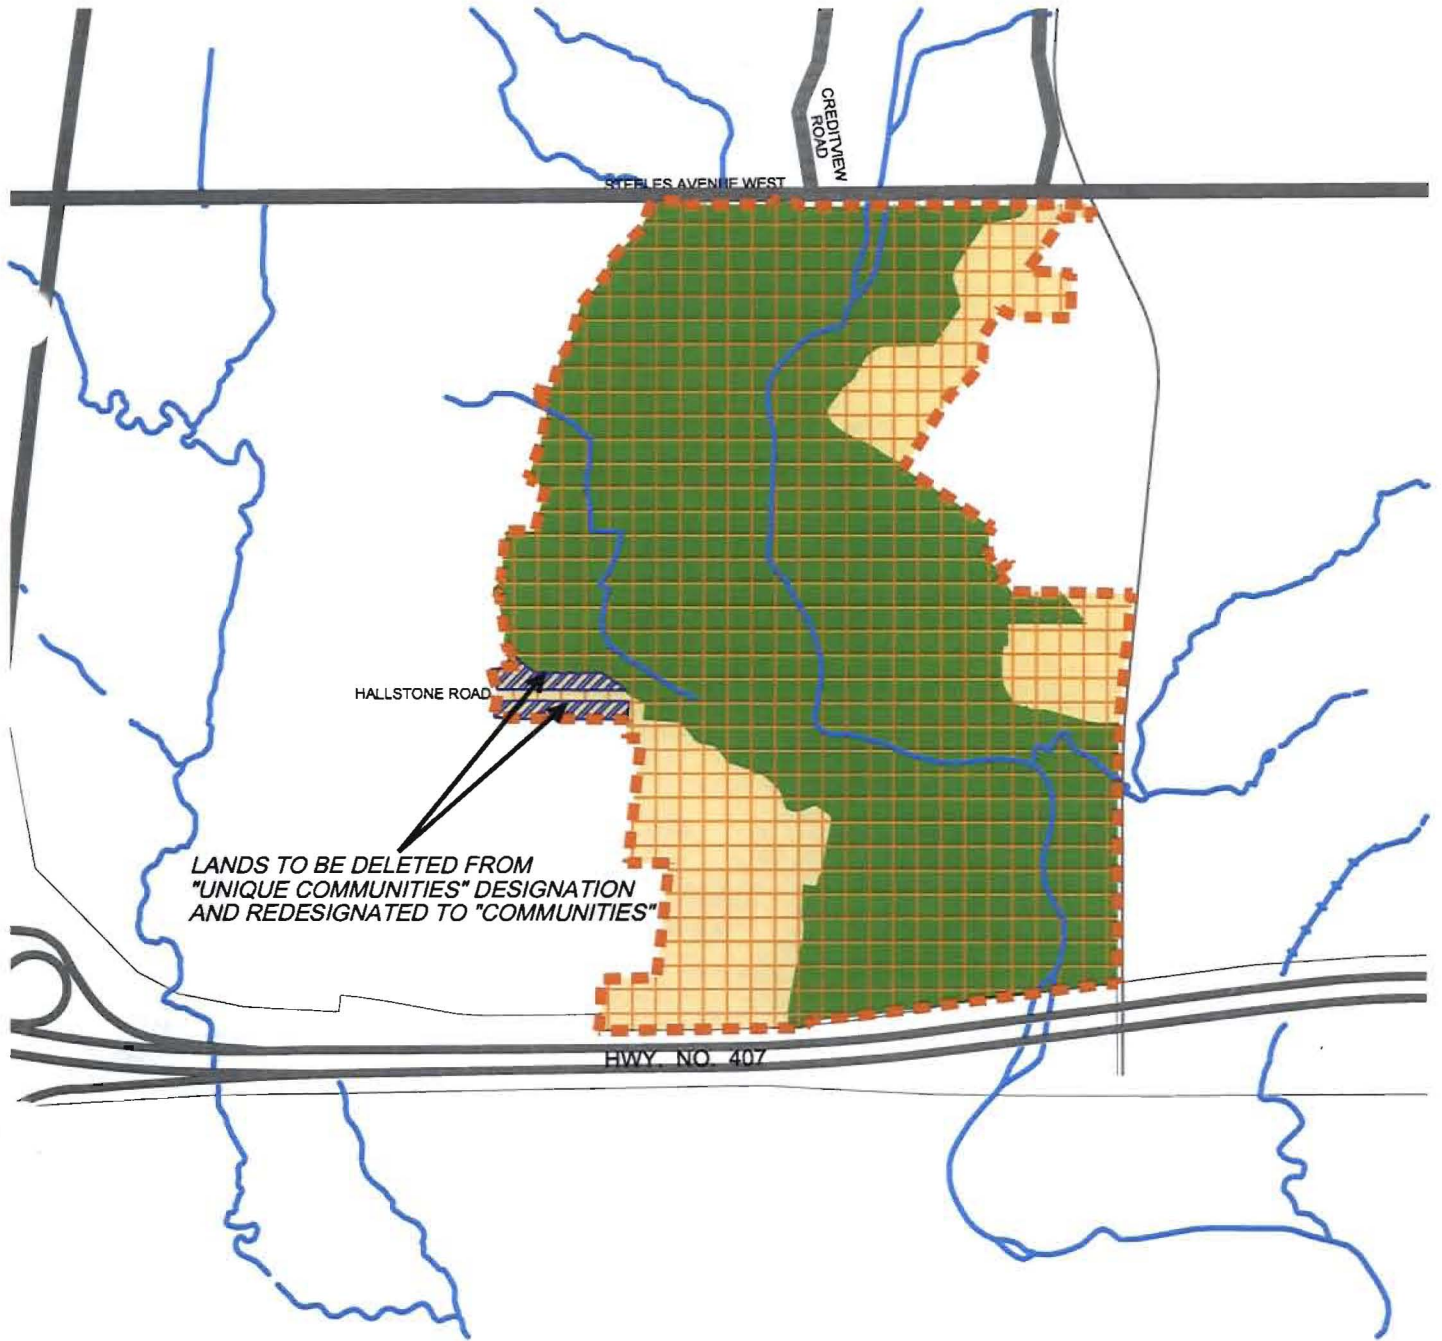 CREDITVIEW
ROAD
STEELES AVENUE WEST
HALLSTONE ROAD
LANDS TO BE DELETED FROM
"UNIQUE COMMUNITIES" DESIGNATION
AND REDESIGNATED TO "COMMUNITIES"
HWY. NO. 407